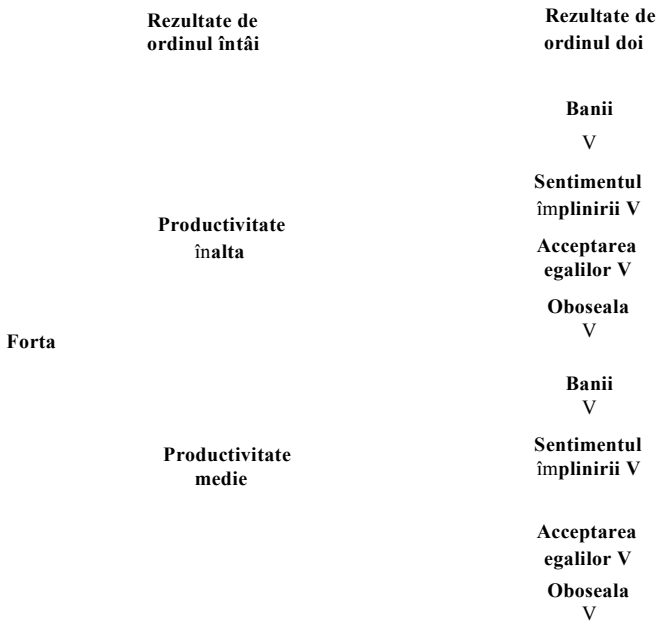 Rezultate de
ordinul întâi
Rezultate de
ordinul doi
Banii
V
Sentimentul
împlinirii V
Productivitate
înalta
Acceptarea
egalilor V
Oboseala
V
Forta
Banii
V
Productivitate
medie
Sentimentul
împlinirii V
Acceptarea
egalilor V
Oboseala
V